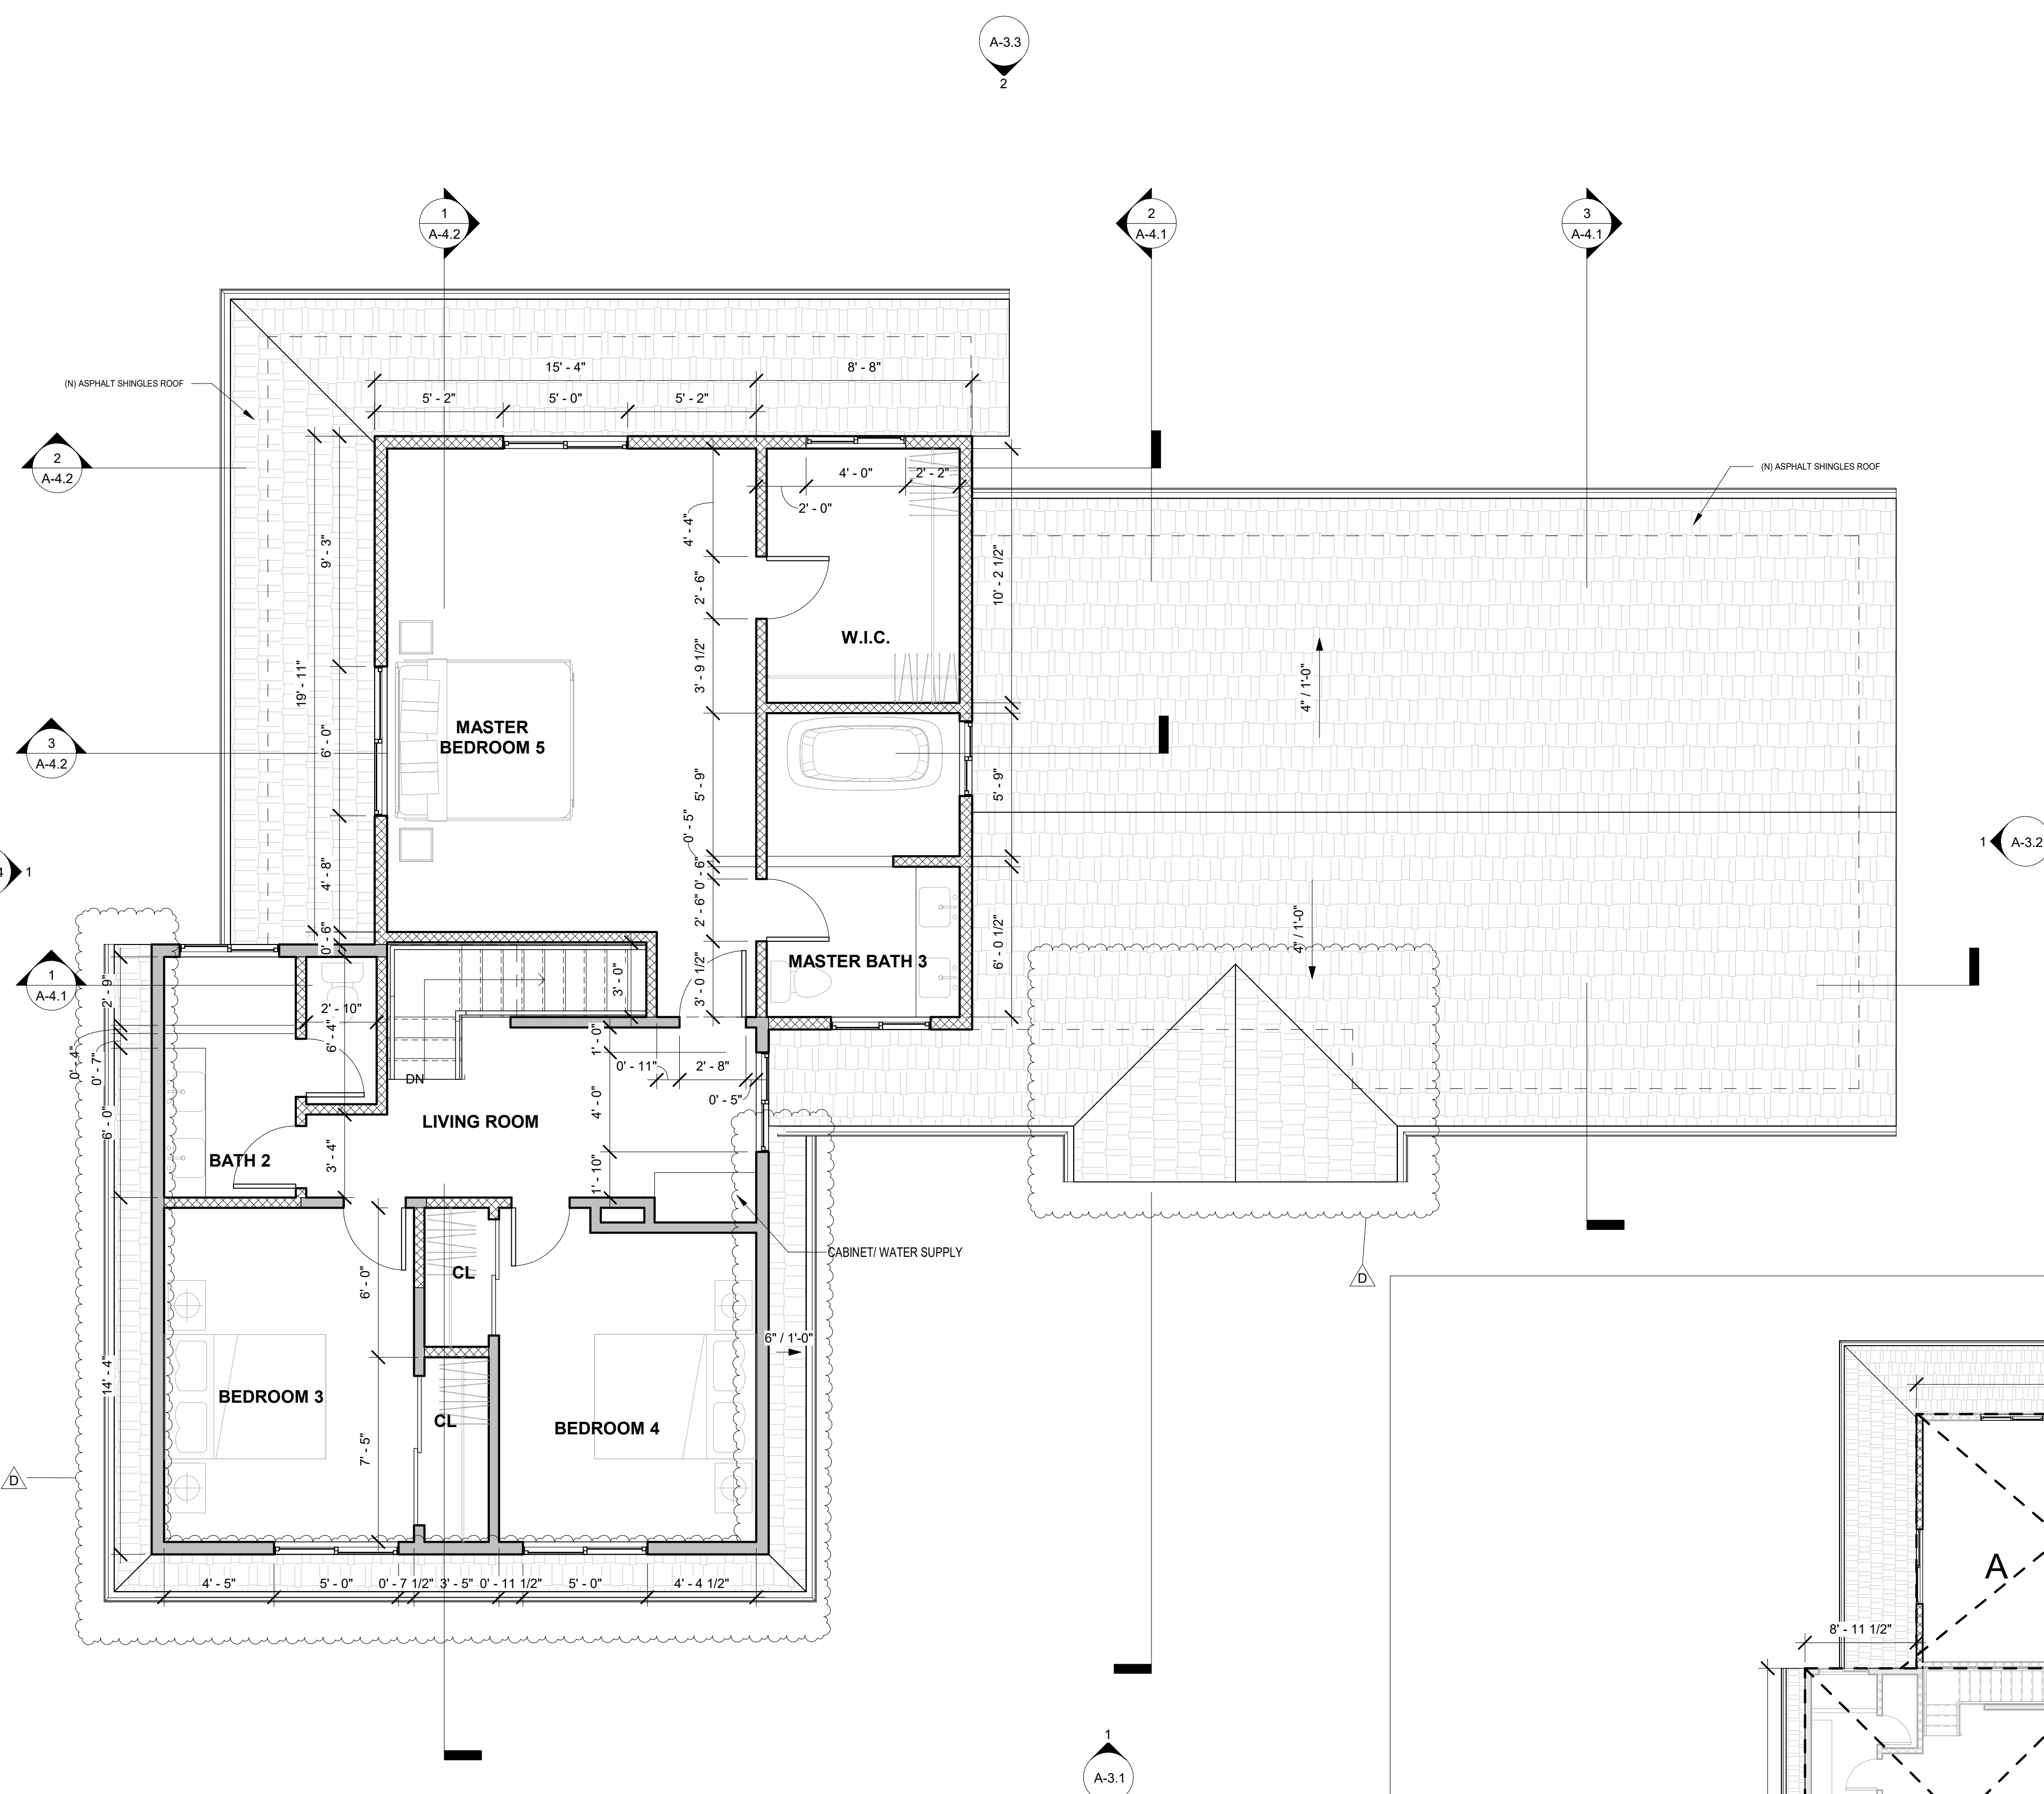 A-3.3
2
1
A-4.2
2
A-4.1
3
A-4.1
15' - 4"
8' - 8"
(N) ASPHALT SHINGLES ROOF
5' - 2"
5' - 0"
5' - 2"
2
A-4.2
(N) ASPHALT SHINGLES ROOF
4' - 0"
2' - 2"
2' - 0"
4' - 4"
9' - 3"
10' - 2 1/2"
2' - 6"
W.I.C.
3' - 9 1/2"
19' - 11"
4" / 1'-0"
MASTER
BEDROOM 5
6' - 0"
3
A-4.2
5' - 9"
5' - 9"
0' - 5"
1
A-3.2
4
1
4' - 8"
0' - 6"
2' - 6"
4" / 1'-0"
0' - 6"
6' - 0 1/2"
MASTER BATH 3
3' - 0 1/2"
3' - 0"
1
A-4.1
2' - 9"
2' - 10"
6' - 4"
1' - 0"
0' - 4"
0' - 7"
0' - 11"
2' - 8"
DN
0' - 5"
4' - 0"
6' - 0"
LIVING ROOM
BATH 2
3' - 4"
1' - 10"
CABINET/ WATER SUPPLY
CL
6' - 0"
D
6" / 1'-0"
14' - 4"
BEDROOM 3
CL
BEDROOM 4
7' - 5"
D
A
4' - 5"
5' - 0"
0' - 7 1/2"
3' - 5"
0' - 11 1/2"
5' - 0"
4' - 4 1/2"
8' - 11 1/2"
1
A-3.1